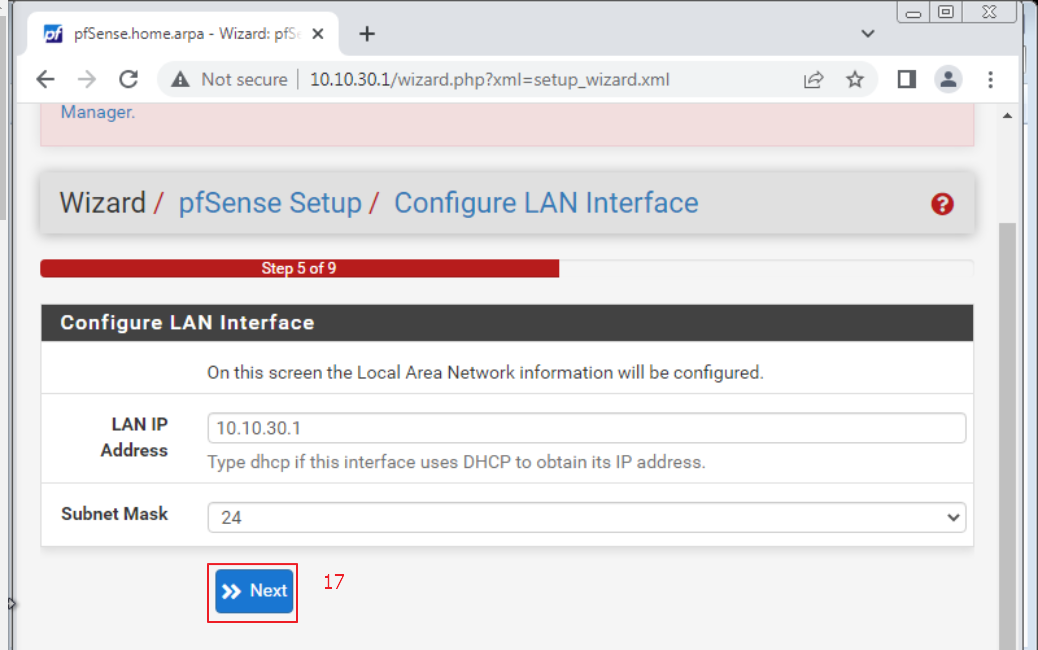 pf pfSense.home.arpa - Wizard: pfSe
Not secure 10.10.30.1/wizard.php?xml=setup_wizard.xml
Manager.
Wizard / pfSense Setup / Configure LAN Interface
Step 5 of 9
Configure LAN Interface
On this screen the Local Area Network information will be configured.
LAN IP
Address
10.10.30.1
Type dhcp if this interface uses DHCP to obtain its IP address.
Subnet Mask
24
Next
17